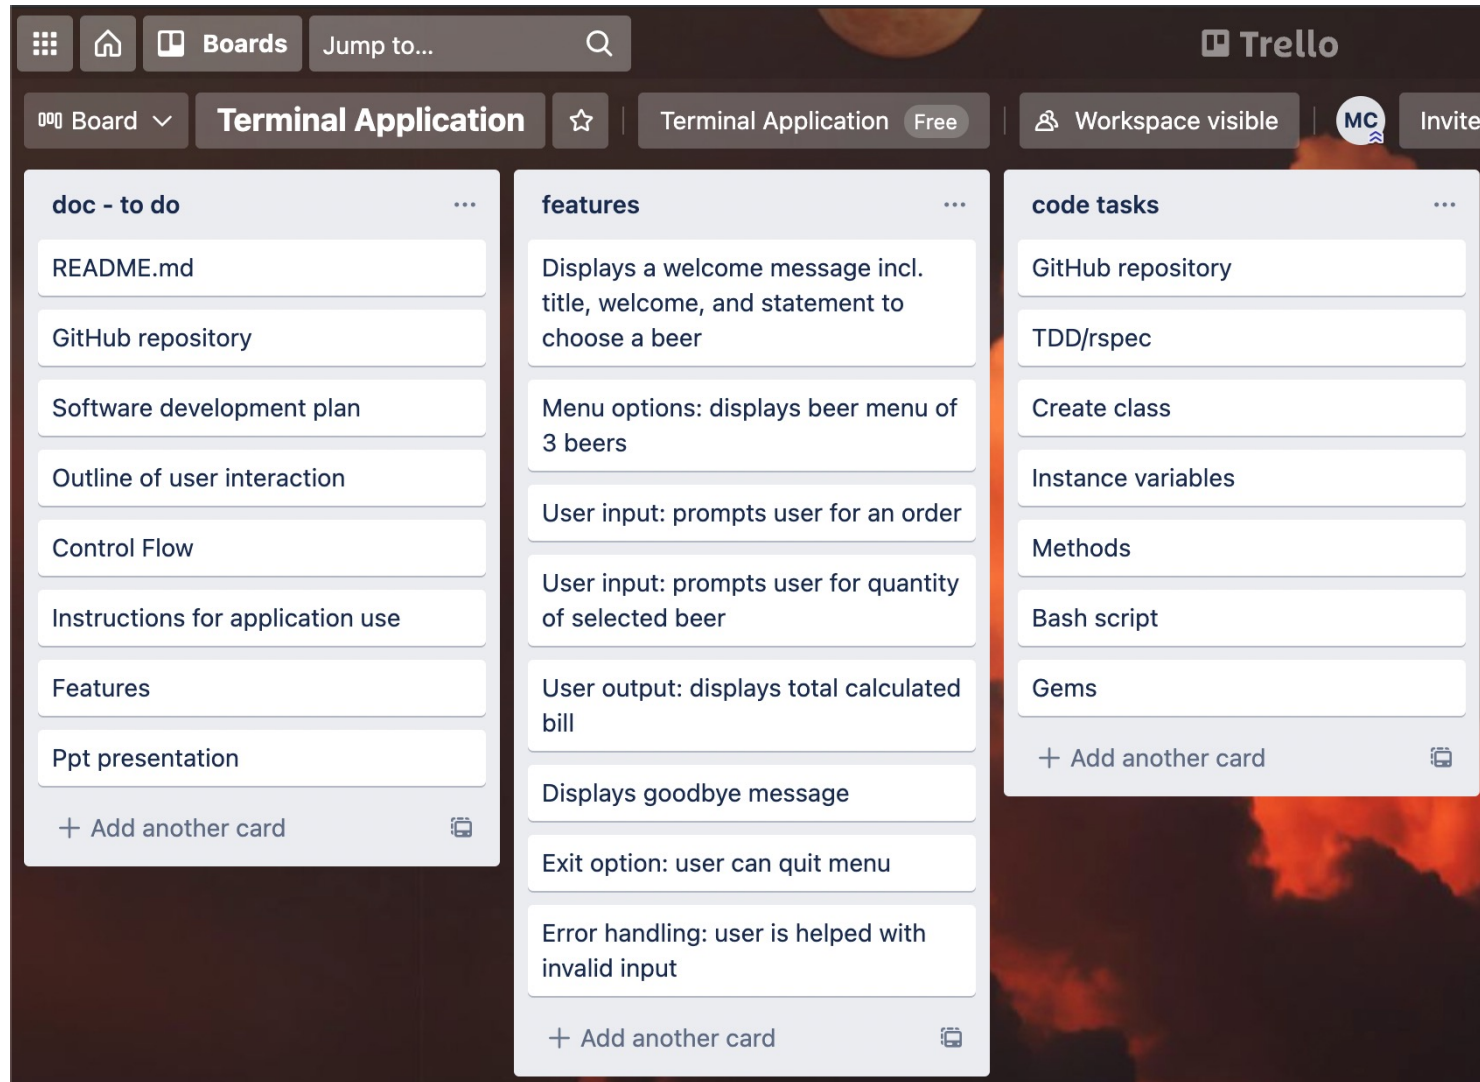 Boards
Jump to...
Trello
Board
Terminal Application
Terminal Application Free
Workspace visible
MC
Invite
doc - to do
README.md
GitHub repository
Software development plan
Outline of user interaction
Control Flow
Instructions for application use
Features
Ppt presentation
+ Add another card
features
Displays a welcome message incl.
title, welcome, and statement to
choose a beer
Menu options: displays beer menu of
3 beers
User input: prompts user for an order
User input: prompts user for quantity
of selected beer
User output: displays total calculated
bill
Displays goodbye message
Exit option: user can quit menu
Error handling: user is helped with
invalid input
+ Add another card
code tasks
GitHub repository
TDD/rspec
Create class
Instance variables
Methods
Bash script
Gems
+ Add another card